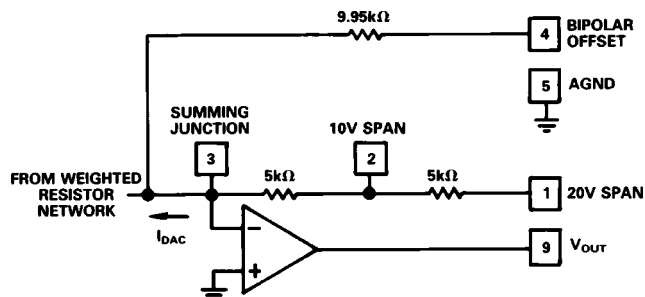 9.95kΩ
4
BIPOLAR
OFFSET
5
AGND
SUMMING
JUNCTION
3
10V SPAN
2
5kΩ
5kΩ
1
20V SPAN
FROM WEIGHTED
RESISTOR
NETWORK
IDAC
−
+
9
VOUT